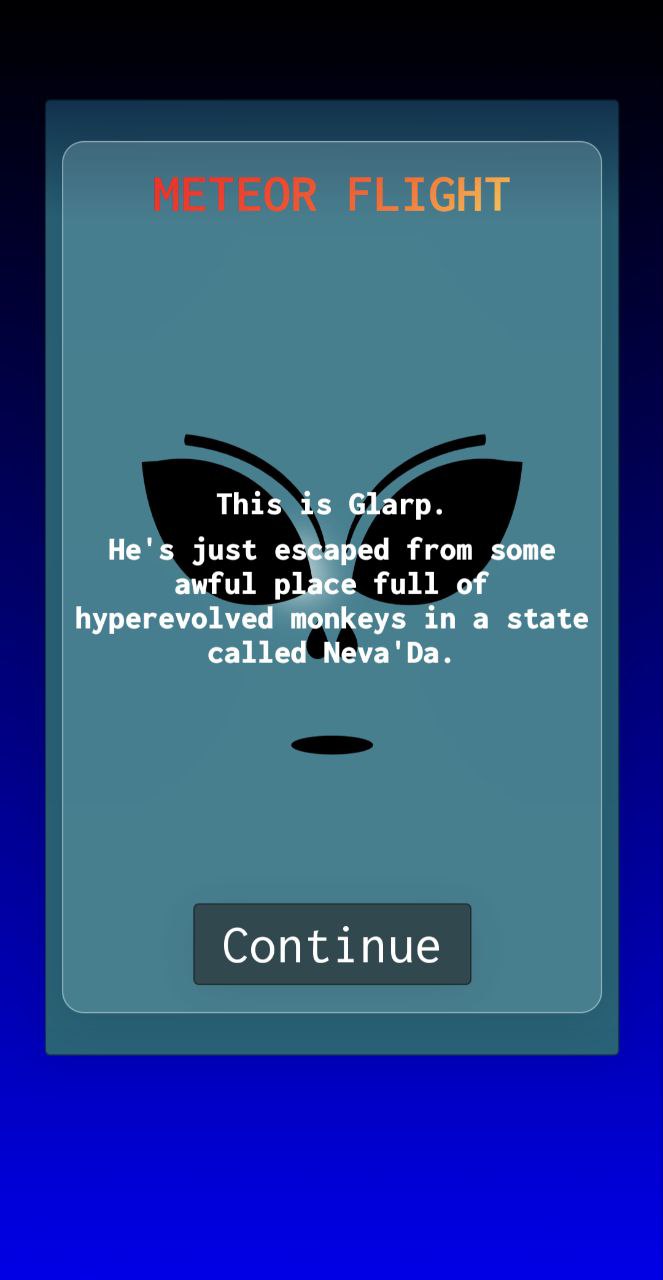 METEOR FLIGHT
This is Glarp.
He's just escaped from some
awful place full of
hyperevolved monkeys in a state
called Neva'Da.
Continue